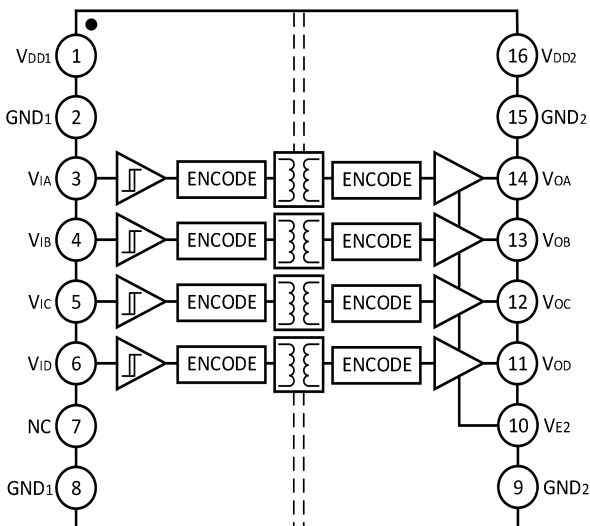 VDD1 1 16 VDD2
GND1 2 15 GND2
VIA 3 ENCODE ENCODE 14 VOA
VIB 4 ENCODE ENCODE 13 VOB
VIC 5 ENCODE ENCODE 12 VOC
VID 6 ENCODE ENCODE 11 VOD
NC 7 10 VE2
GND1 8 9 GND2